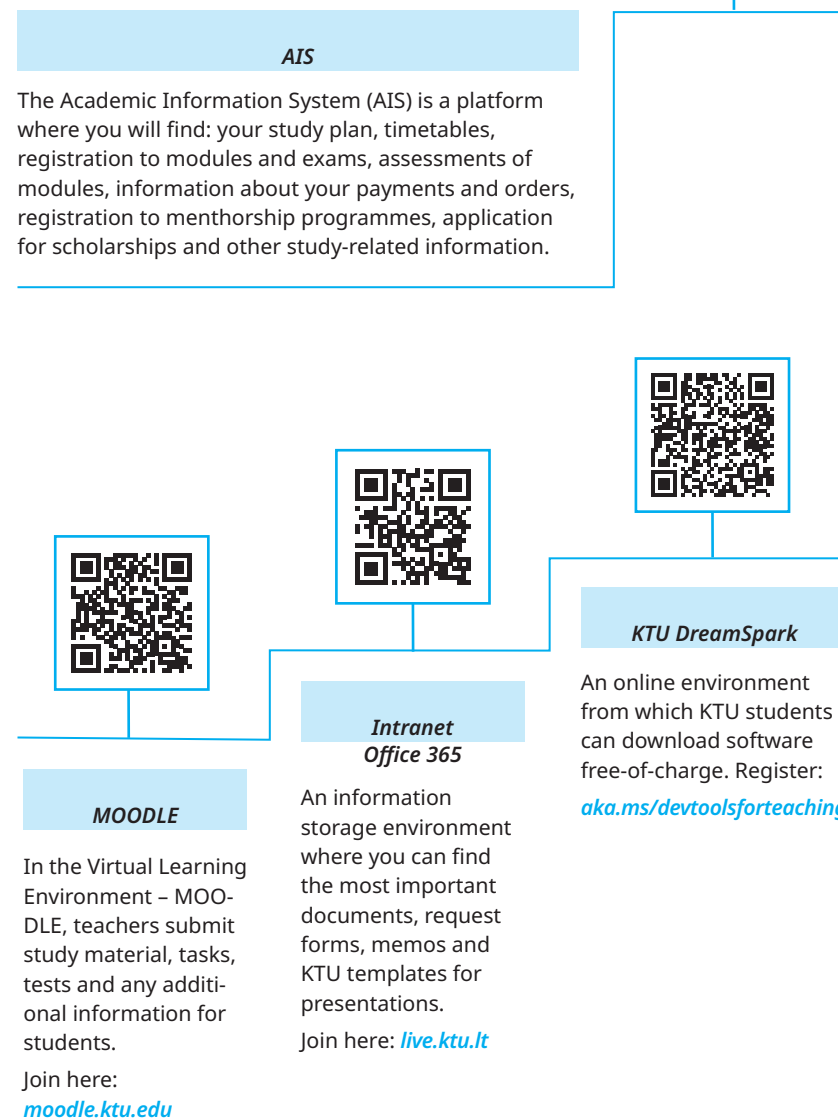 AIS
The Academic Information System (AIS) is a platform
where you will find: your study plan, timetables,
registration to modules and exams, assessments of
modules, information about your payments and orders,
registration to menthorship programmes, application
for scholarships and other study-related information.
MOODLE
In the Virtual Learning
Environment – MOO-
DLE, teachers submit
study material, tasks,
tests and any additi-
onal information for
students.
Join here:
moodle.ktu.edu
Intranet
Office 365
An information
storage environment
where you can find
the most important
documents, request
forms, memos and
KTU templates for
presentations.
Join here: live.ktu.lt
KTU DreamSpark
An online environment
from which KTU students
can download software
free-of-charge. Register:
aka.ms/devtoolsforteaching